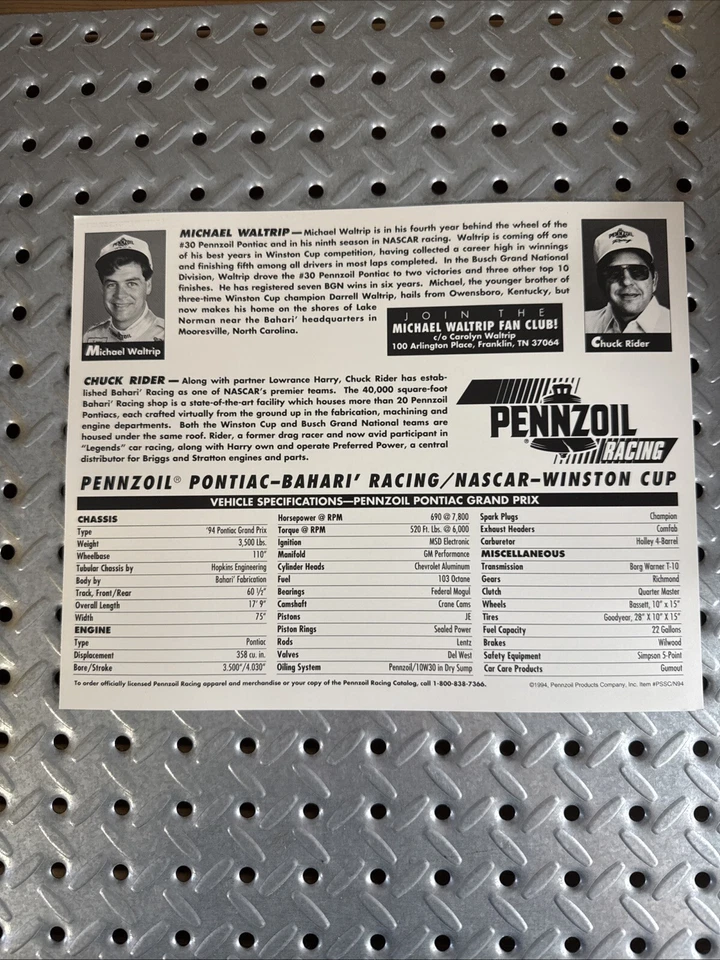 MICHAEL WALTRIP — Michael Waltrip is in his fourth year behind the wheel of the
#30 Pennzoil Pontiac and in his ninth season in NASCAR racing. Waltrip is coming off one
of his best years in Winston Cup competition, having collected a career high in winnings
and finishing fifth among all drivers in most laps completed. In the Busch Grand National
Division, Waltrip drove the #30 Pennzoil Pontiac to two victories and three other top 10
finishes. He has registered seven BGN wins in six years. Michael, the younger brother of
three-time Winston Cup champion Darrell Waltrip, hails from Owensboro, Kentucky, but
now makes his home on the shores of Lake
Norman near the Bahari' headquarters in
Mooresville, North Carolina.
Michael Waltrip
JOIN THE
MICHAEL WALTRIP FAN CLUB!
c/o Carolyn Waltrip
100 Arlington Place, Franklin, TN 37064
PENNZOIL
Racing
Chuck Rider
CHUCK RIDER — Along with partner Lowrance Harry, Chuck Rider has estab-
lished Bahari' Racing as one of NASCAR's premier teams. The 40,000 square-foot
Bahari' Racing shop is a state-of-the-art facility which houses more than 20 Pennzoil
Pontiacs, each crafted virtually from the ground up in the fabrication, machining and
engine departments. Both the Winston Cup and Busch Grand National teams are
housed under the same roof. Rider, a former drag racer and now avid participant in
"Legends" car racing, along with Harry own and operate Preferred Power, a central
distributor for Briggs and Stratton engines and parts.
PENNZOIL®
RACING
PENNZOIL® PONTIAC–BAHARI' RACING/NASCAR–WINSTON CUP
VEHICLE SPECIFICATIONS—PENNZOIL PONTIAC GRAND PRIX
CHASSIS
Type '94 Pontiac Grand Prix
Weight 3,500 Lbs.
Wheelbase 110"
Tubular Chassis by Hopkins Engineering
Body by Bahari' Fabrication
Track, Front/Rear 60 ½"
Overall Length 17' 9"
Width 75"
ENGINE
Type Pontiac
Displacement 358 cu. in.
Bore/Stroke 3.500"/4.030"
Horsepower @ RPM 690 @ 7,800
Torque @ RPM 520 Ft. Lbs. @ 6,000
Ignition MSD Electronic
Manifold GM Performance
Cylinder Heads Chevrolet Aluminum
Fuel 103 Octane
Bearings Federal Mogul
Camshaft Crane Cams
Pistons JE
Piston Rings Sealed Power
Rods Lentz
Valves Del West
Oiling System Pennzoil/10W30 in Dry Sump
Spark Plugs Champion
Exhaust Headers Comfab
Carburetor Holley 4-Barrel
MISCELLANEOUS
Transmission Borg Warner T-10
Gears Richmond
Clutch Quarter Master
Wheels Bassett, 10" x 15"
Tires Goodyear, 28" X 10" X 15"
Fuel Capacity 22 Gallons
Brakes Wilwood
Safety Equipment Simpson 5-Point
Car Care Products Gumout
To order officially licensed Pennzoil Racing apparel and merchandise or your copy of the Pennzoil Racing Catalog, call 1-800-838-7366.
©1994, Pennzoil Products Company, Inc. Item #PSSC/N94